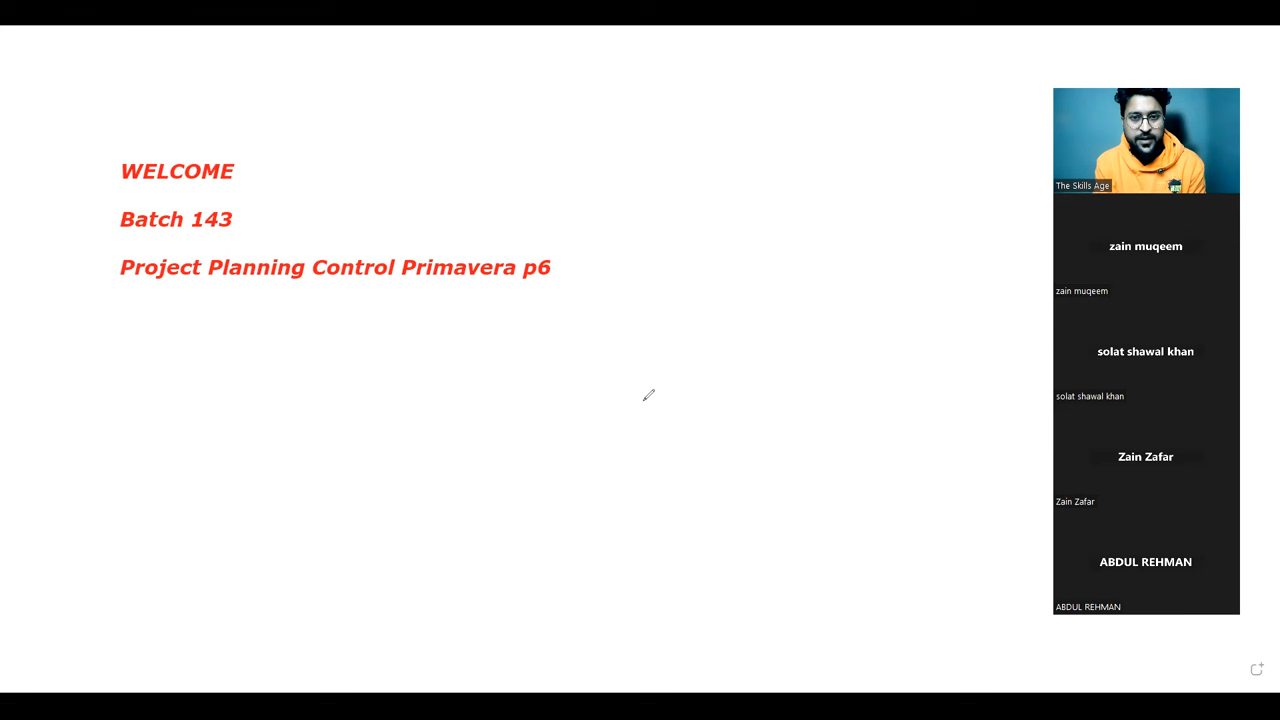 WELCOME
Batch 143
Project Planning Control Primavera p6
The Skills Age
zain muqeem
zain muqeem
solat shawal khan
solat shawal khan
Zain Zafar
Zain Zafar
ABDUL REHMAN
ABDUL REHMAN